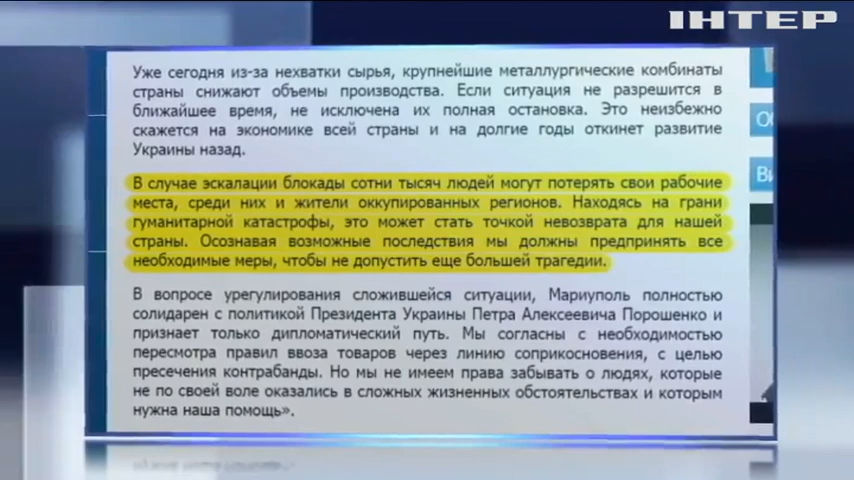 ІНТЕР
Уже сегодня из-за нехватки сырья, крупнейшие металлургические комбинаты
страны снижают объемы производства. Если ситуация не разрешится в
ближайшее время, не исключена их полная остановка. Это неизбежно
скажется на экономике всей страны и на долгие годы откинет развитие
Украины назад.
В случае эскалации блокады сотни тысяч людей могут потерять свои рабочие
места, среди них и жители оккупированных регионов. Находясь на грани
гуманитарной катастрофы, это может стать точкой невозврата для нашей
страны. Осознавая возможные последствия мы должны предпринять все
необходимые меры, чтобы не допустить еще большей трагедии.
В вопросе урегулирования сложившейся ситуации, Мариуполь полностью
солидарен с политикой Президента Украины Петра Алексеевича Порошенко и
признает только дипломатический путь. Мы согласны с необходимостью
пересмотра правил ввоза товаров через линию соприкосновения, с целью
пресечения контрабанды. Но мы не имеем права забывать о людях, которые
не по своей воле оказались в сложных жизненных обстоятельствах и которым
нужна наша помощь».